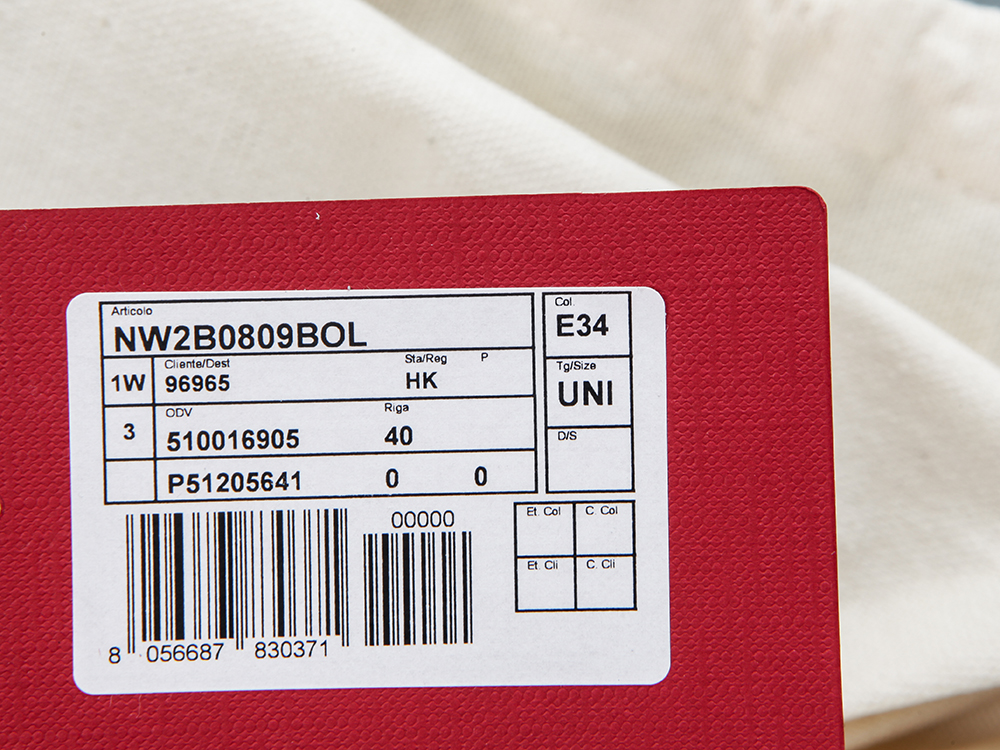 Articolo
NW2B0809BOL
Col.
E34
1W
Cliente/Dest
96965
Sta/Reg
HK
P
Tg/Size
UNI
3
ODV
510016905
Riga
40
D/S
P51205641
0
0
Et. Col
C. Col
Et. Cli
C. Cli
00000
8 056687 830371